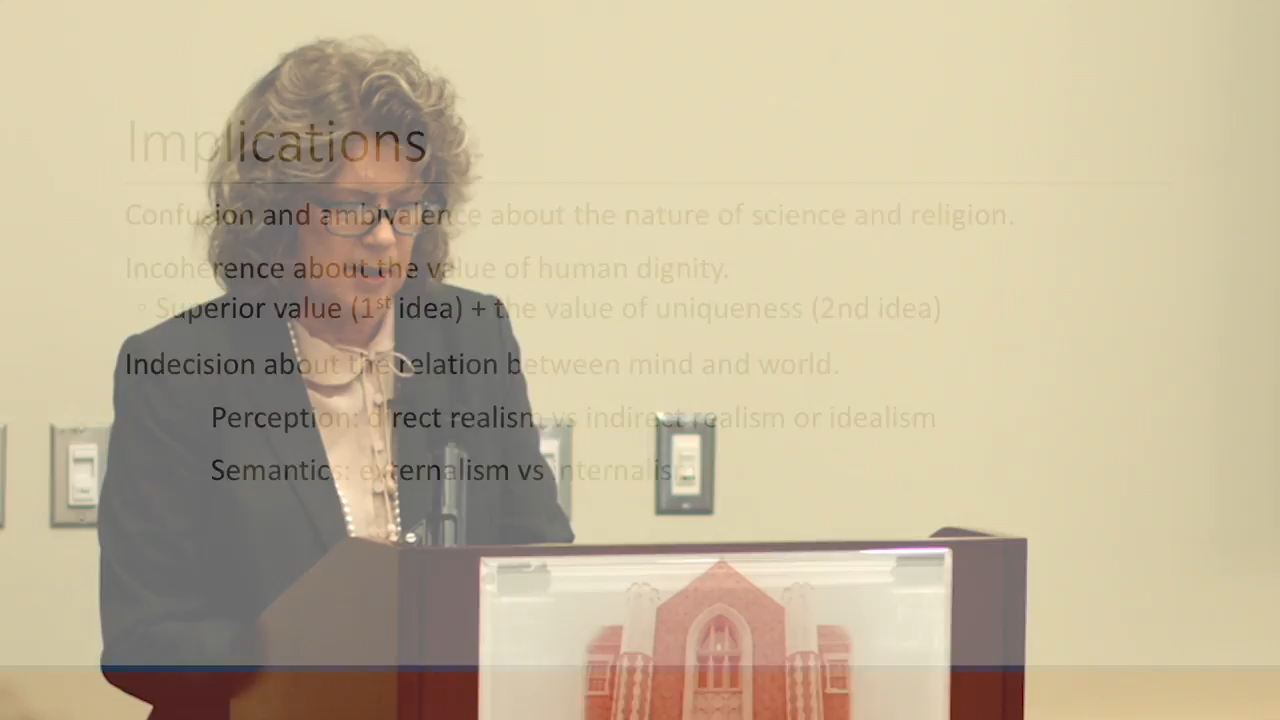 Implications
Confusion and ambivalence about the nature of science and religion.
Incoherence about the value of human dignity.
◦ Superior value (1st idea) + the value of uniqueness (2nd idea)
Indecision about the relation between mind and world.
Perception: direct realism vs indirect realism or idealism
Semantics: externalism vs internalism